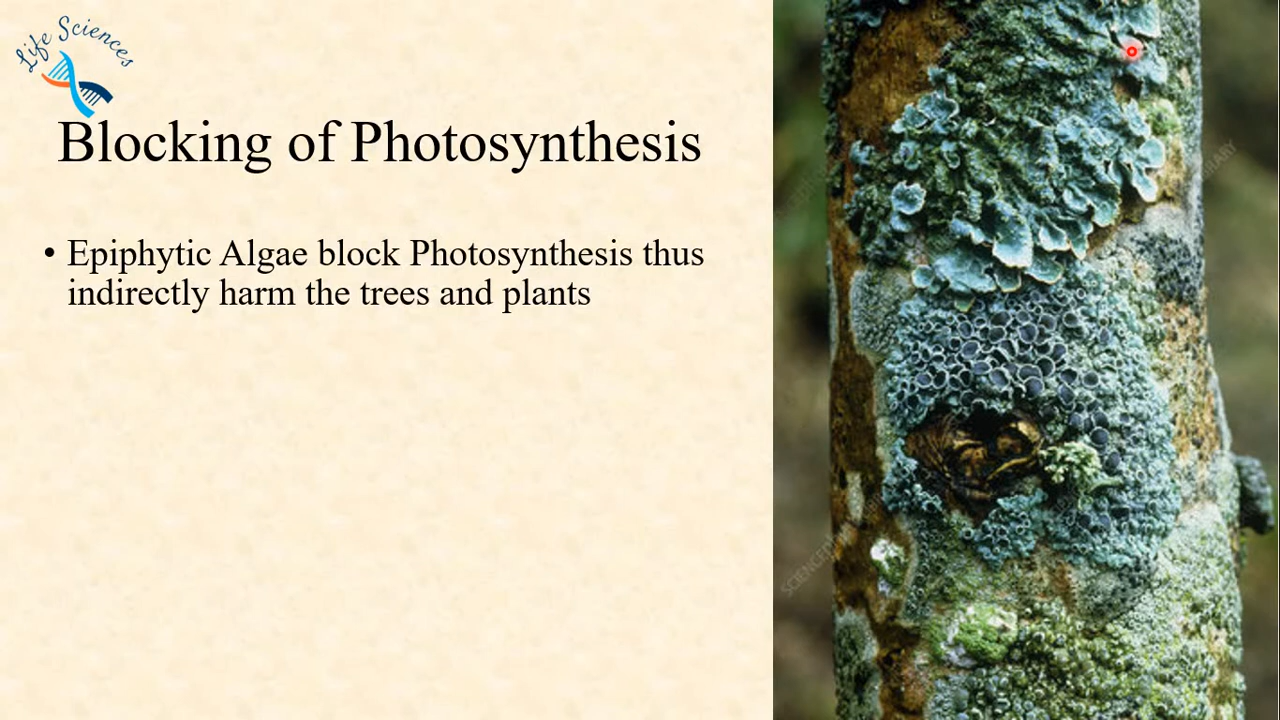 Life Sciences
Blocking of Photosynthesis
• Epiphytic Algae block Photosynthesis thus
indirectly harm the trees and plants